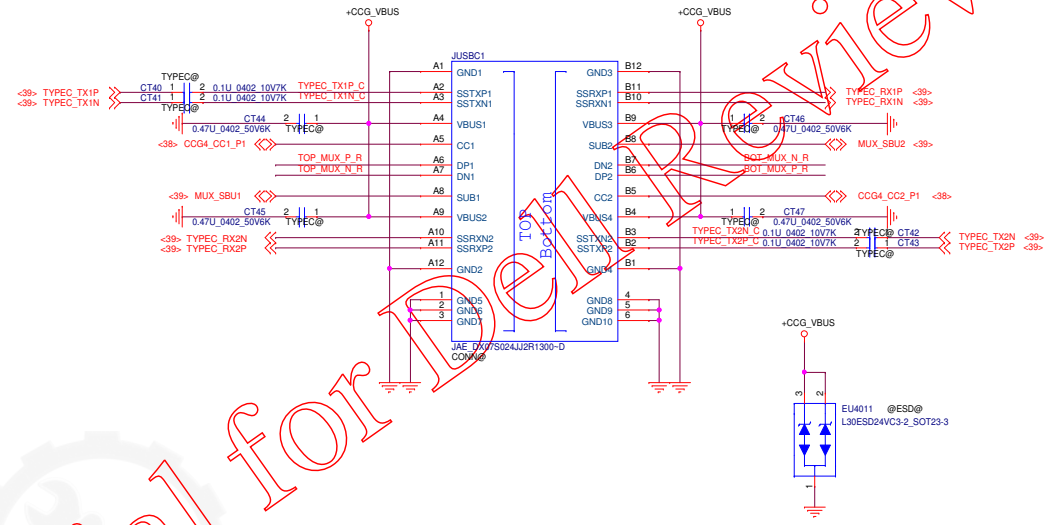 +CCG_VBUS
+CCG_VBUS
JUSBC1
A1 GND1
GND3 B12
TYPEC@
<39> TYPEC_TX1P CT40 1 2 0.1U_0402_10V7K TYPEC_TX1P_C A2 SSTXP1
SSRXP1 B11 TYPEC_RX1P <39>
<39> TYPEC_TX1N CT41 1 2 0.1U_0402_10V7K TYPEC_TX1N_C A3 SSTXN1
SSRXN1 B10 TYPEC_RX1N <39>
TYPEC@
CT44 2 1 A4 VBUS1
VBUS3 B9 1 2 CT46
0.47U_0402_50V6K TYPEC@
TYPEC@ 0.47U_0402_50V6K
<38> CCG4_CC1_P1 A5 CC1
SUB2 B8 MUX_SBU2 <39>
TOP_MUX_P_R A6 DP1
DN2 B7 BOT_MUX_N_R
TOP_MUX_N_R A7 DN1
DP2 B6 BOT_MUX_P_R
<39> MUX_SBU1 A8 SUB1
CC2 B5 CCG4_CC2_P1 <38>
CT45 2 1 A9 VBUS2
VBUS4 B4 1 2 CT47
0.47U_0402_50V6K TYPEC@
TYPEC@ 0.47U_0402_50V6K
<39> TYPEC_RX2N A10 SSRXN2
SSTXN2 B3 TYPEC_TX2N_C 0.1U_0402_10V7K 2 1 CT42 TYPEC_TX2N <39>
TYPEC@
<39> TYPEC_RX2P A11 SSRXP2
SSTXP2 B2 TYPEC_TX2P_C 0.1U_0402_10V7K 2 1 CT43 TYPEC_TX2P <39>
TYPEC@
A12 GND2
GND4 B1
TOP
Bottom
1 GND5
GND8 4
2 GND6
GND9 5
3 GND7
GND10 6
JAE_DX07S024JJ2R1300~D
CONN@
+CCG_VBUS
3 2
EU4011 @ESD@
L30ESD24VC3-2_SOT23-3
1
al for Dell Review